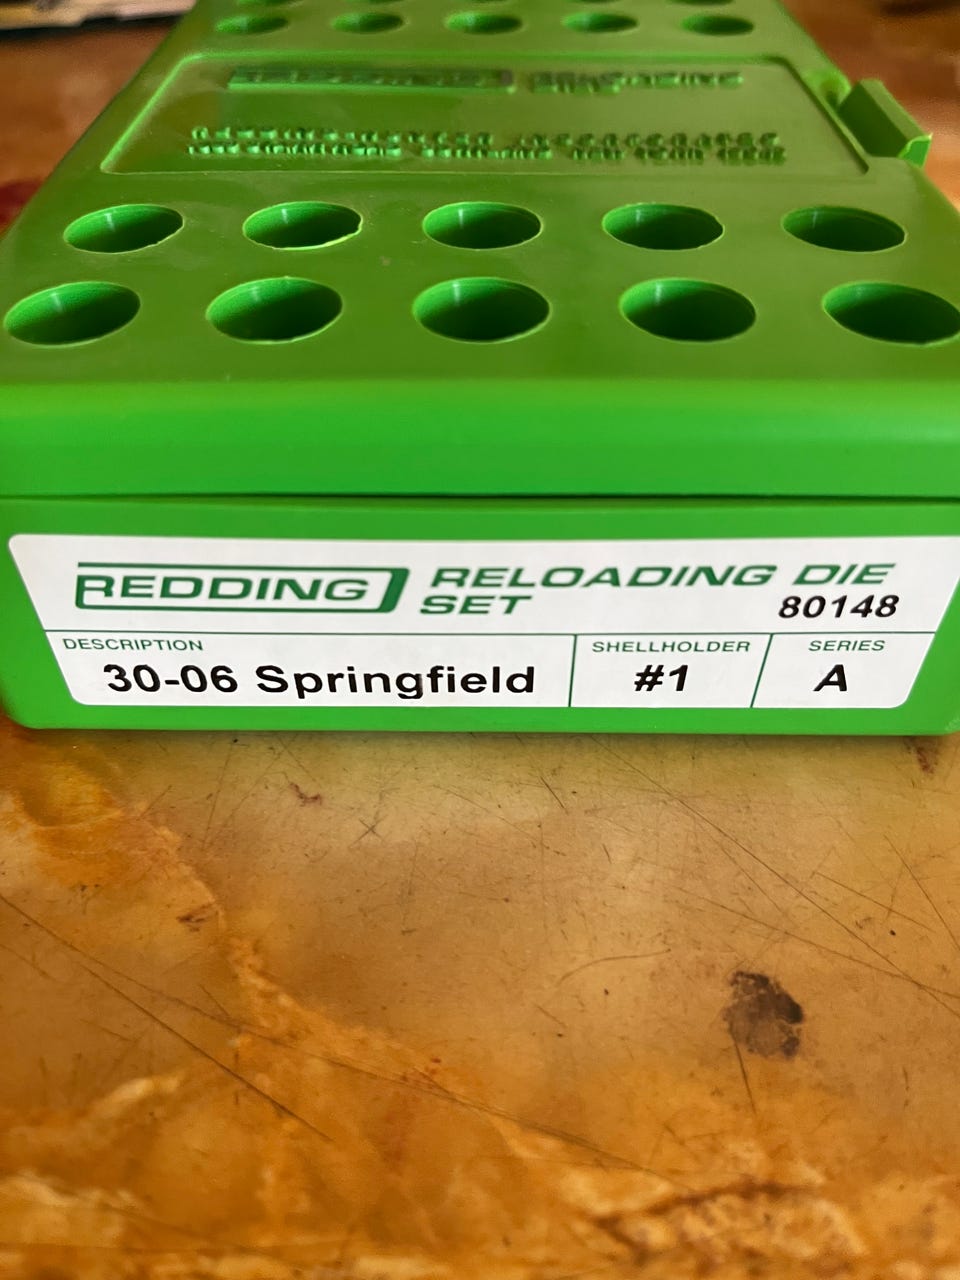 REDDING RELOADING DIE
SET
80148
DESCRIPTION
30-06 Springfield
SHELLHOLDER
#1
SERIES
A